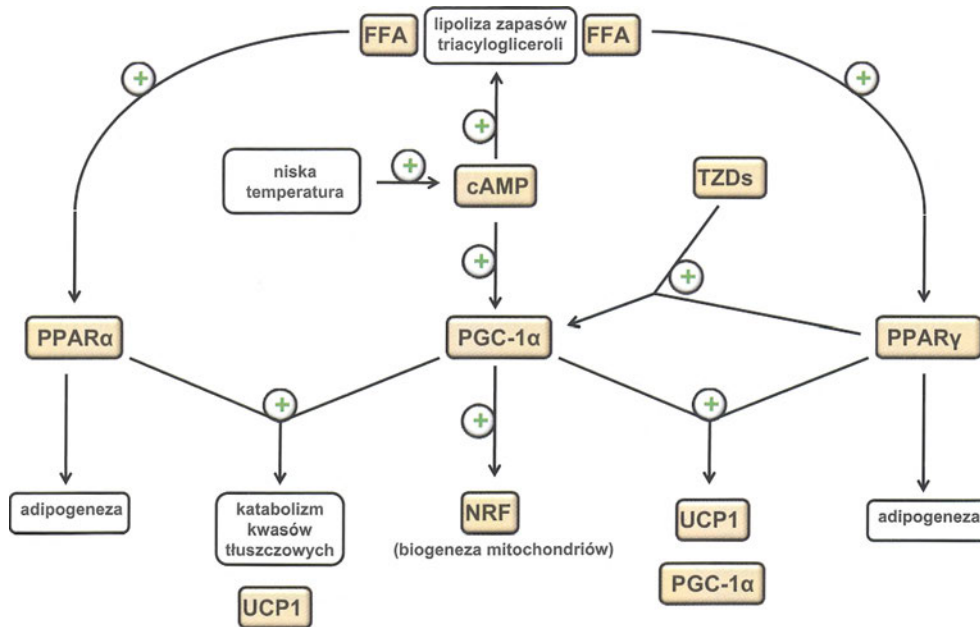 FFA
lipoliza zapasów
triacylogliceroli
FFA
+
+
+
niska
temperatura
+
cAMP
TZDs
+
+
PPARα
PGC-1α
PPARγ
+
+
+
adipogeneza
katabolizm
kwasów
tłuszczowych
NRF
(biogeneza mitochondriów)
UCP1
adipogeneza
UCP1
PGC-1α